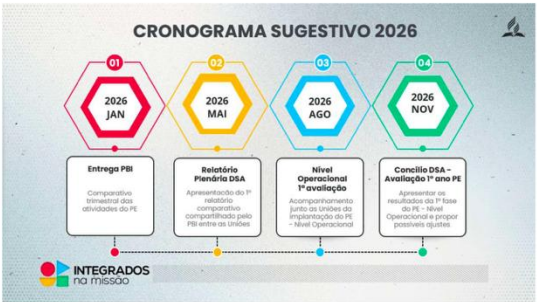 CRONOGRAMA SUGESTIVO 2026
01
2026
JAN
Entrega PBI
Comparativo
trimestral das
atividades do PE
02
2026
MAI
Relatório
Plenária DSA
Apresentacão do 1º
relatório
comparativo
compartilhado pelo
PBI entre as Uniões
03
2026
AGO
Nível
Operacional
1ª avaliação
Acompanhamento
junto as Uniões da
implantação do PE
- Nível Operacional
04
2026
NOV
Concílio DSA -
Avaliação 1º ano PE
Apresentar os
resultados da 1ª fase
do PE - Nível
Operacional e propor
possíveis ajustes
INTEGRADOS
na missão